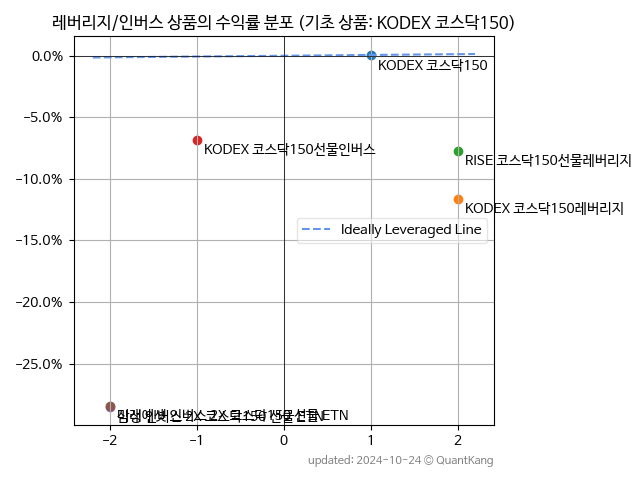 레버리지/인버스 상품의 수익률 분포 (기초 상품: KODEX 코스닥150)
0.0%
KODEX 코스닥150
−5.0%
KODEX 코스닥150선물인버스
RISE 코스닥150선물레버리지
−10.0%
KODEX 코스닥150레버리지
Ideally Leveraged Line
−15.0%
−20.0%
−25.0%
ETN
−2
−1
0
1
2
updated: 2024-10-24 © QuantKang